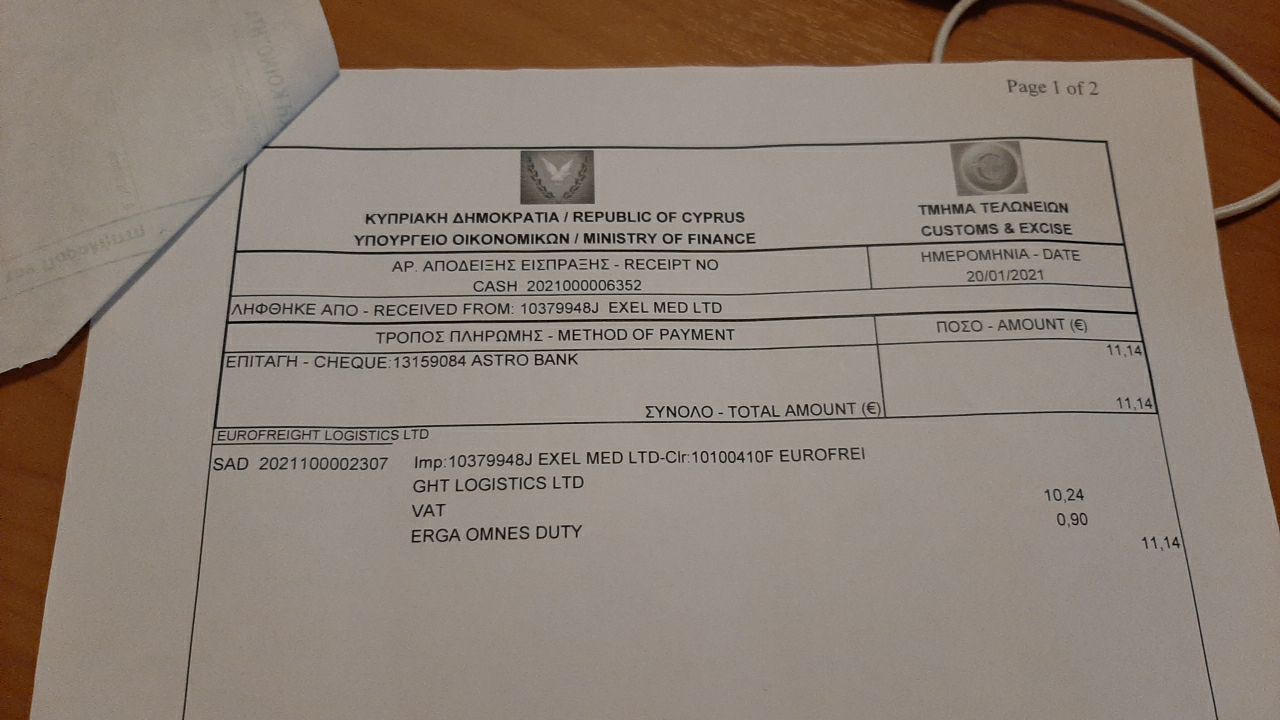 Page 1 of 2
ΚΥΠΡΙΑΚΗ ΔΗΜΟΚΡΑΤΙΑ / REPUBLIC OF CYPRUS
ΥΠΟΥΡΓΕΙΟ ΟΙΚΟΝΟΜΙΚΩΝ / MINISTRY OF FINANCE
ΤΜΗΜΑ ΤΕΛΩΝΕΙΩΝ
CUSTOMS & EXCISE
ΑΡ. ΑΠΟΔΕΙΞΗΣ ΕΙΣΠΡΑΞΗΣ - RECEIPT NO
CASH 2021000006352
ΗΜΕΡΟΜΗΝΙΑ - DATE
20/01/2021
ΛΗΦΘΗΚΕ ΑΠΟ - RECEIVED FROM: 10379948J EXEL MED LTD
ΤΡΟΠΟΣ ΠΛΗΡΩΜΗΣ - METHOD OF PAYMENT
ΠΟΣΟ - AMOUNT (€)
ΕΠΙΤΑΓΗ - CHEQUE:13159084 ASTRO BANK 11,14
ΣΥΝΟΛΟ - TOTAL AMOUNT (€) 11,14
EUROFREIGHT LOGISTICS LTD
SAD 2021100002307 Imp:10379948J EXEL MED LTD-Clr:10100410F EUROFREI
GHT LOGISTICS LTD
VAT 10,24
ERGA OMNES DUTY 0,90
11,14